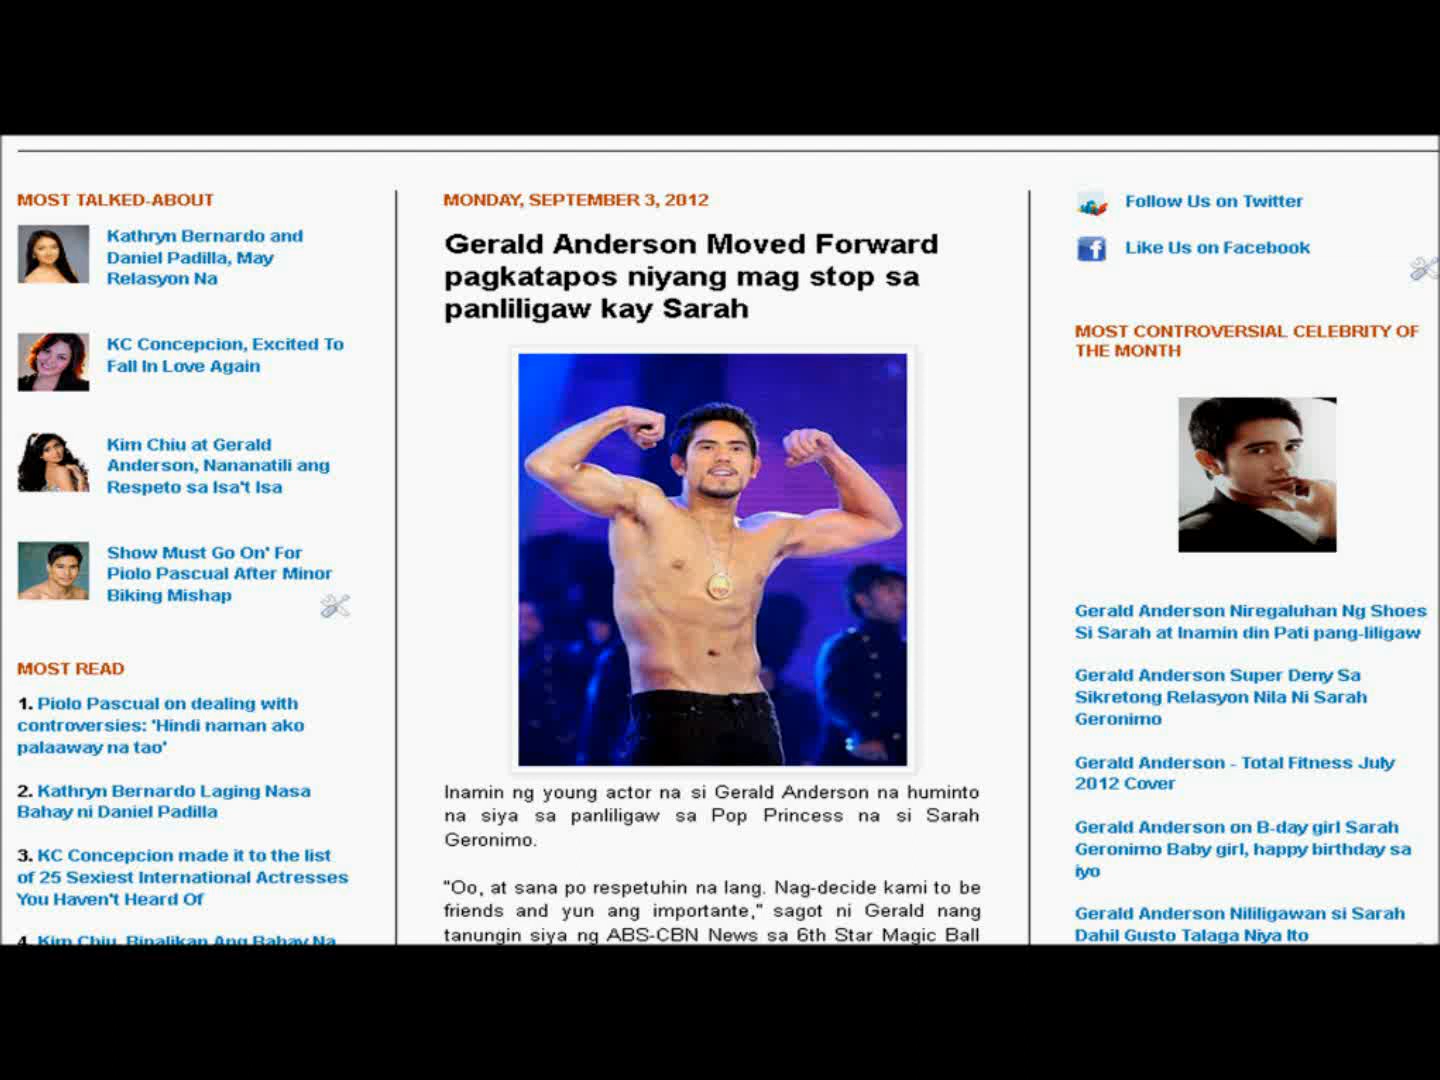 MOST TALKED-ABOUT
Kathryn Bernardo and
Daniel Padilla, May
Relasyon Na
KC Concepcion, Excited To
Fall In Love Again
Kim Chiu at Gerald
Anderson, Nananatili ang
Respeto sa Isa't Isa
Show Must Go On' For
Piolo Pascual After Minor
Biking Mishap
MOST READ
1. Piolo Pascual on dealing with
controversies: 'Hindi naman ako
palaaway na tao'
2. Kathryn Bernardo Laging Nasa
Bahay ni Daniel Padilla
3. KC Concepcion made it to the list
of 25 Sexiest International Actresses
You Haven't Heard Of
4. Kim Chiu, Binalikan Ang Bahay Na
MONDAY, SEPTEMBER 3, 2012
Gerald Anderson Moved Forward
pagkatapos niyang mag stop sa
panliligaw kay Sarah
Inamin ng young actor na si Gerald Anderson na huminto
na siya sa panliligaw sa Pop Princess na si Sarah
Geronimo.
"Oo, at sana po respetuhin na lang. Nag-decide kami to be
friends and yun ang importante," sagot ni Gerald nang
tanungin siya ng ABS-CBN News sa 6th Star Magic Ball
Follow Us on Twitter
Like Us on Facebook
MOST CONTROVERSIAL CELEBRITY OF
THE MONTH
Gerald Anderson Niregaluhan Ng Shoes
Si Sarah at Inamin din Pati pang-liligaw
Gerald Anderson Super Deny Sa
Sikretong Relasyon Nila Ni Sarah
Geronimo
Gerald Anderson - Total Fitness July
2012 Cover
Gerald Anderson on B-day girl Sarah
Geronimo Baby girl, happy birthday sa
iyo
Gerald Anderson Nililigawan si Sarah
Dahil Gusto Talaga Niya Ito